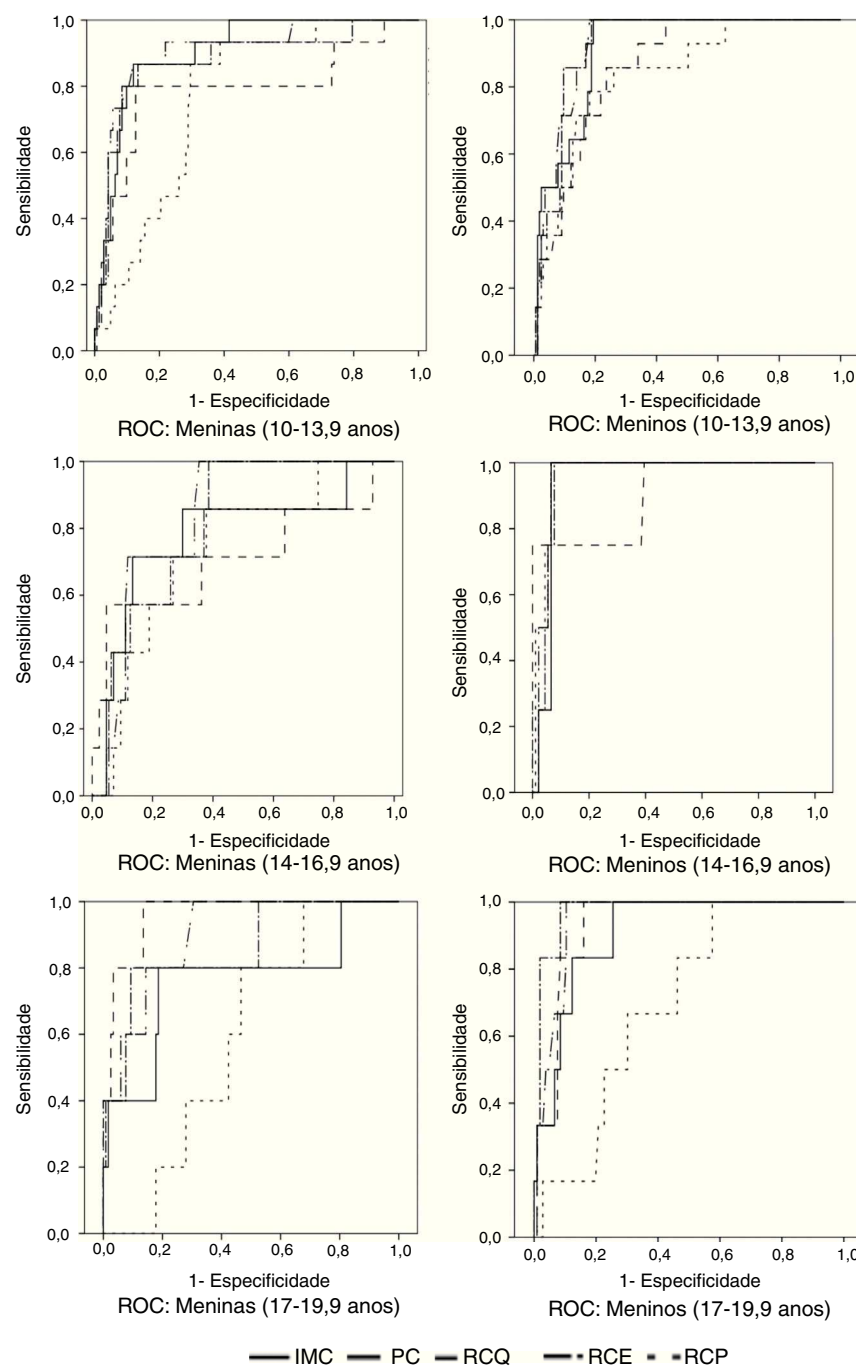 1,0
0,8
0,6
0,4
0,2
0,0
Sensibilidade
0,0 0,2 0,4 0,6 0,8 1,0
1- Especificidade
ROC: Meninas (10-13,9 anos)
1,0
0,8
0,6
0,4
0,2
0,0
Sensibilidade
0,0 0,2 0,4 0,6 0,8 1,0
1- Especificidade
ROC: Meninos (10-13,9 anos)
1,0
0,8
0,6
0,4
0,2
0,0
Sensibilidade
0,0 0,2 0,4 0,6 0,8 1,0
1- Especificidade
ROC: Meninas (14-16,9 anos)
1,0
0,8
0,6
0,4
0,2
0,0
Sensibilidade
0,0 0,2 0,4 0,6 0,8 1,0
1- Especificidade
ROC: Meninos (14-16,9 anos)
1,0
0,8
0,6
0,4
0,2
0,0
Sensibilidade
0,0 0,2 0,4 0,6 0,8 1,0
1- Especificidade
ROC: Meninas (17-19,9 anos)
1,0
0,8
0,6
0,4
0,2
0,0
Sensibilidade
0,0 0,2 0,4 0,6 0,8 1,0
1- Especificidade
ROC: Meninos (17-19,9 anos)
IMC PC RCQ RCE RCP